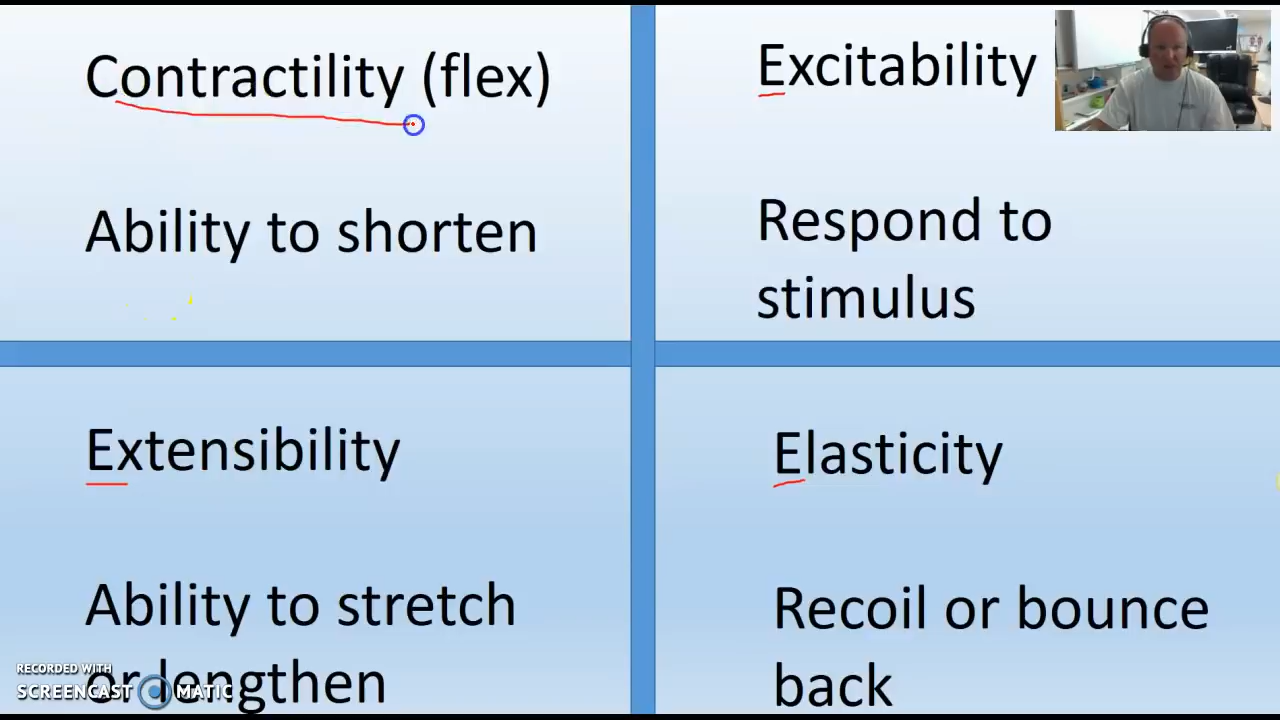 Contractility (flex)
Ability to shorten
Excitability
Respond to
stimulus
Extensibility
Ability to stretch
or lengthen
Elasticity
Recoil or bounce
back
RECORDED WITH
SCREENCAST MATIC